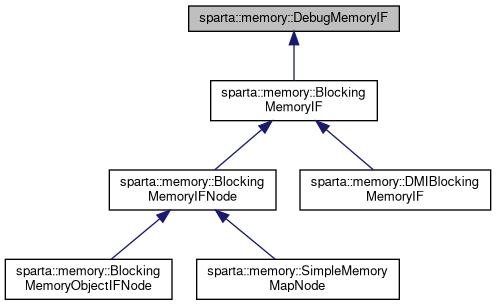 sparta::memory::DebugMemoryIF
sparta::memory::Blocking
MemoryIF
sparta::memory::Blocking
MemoryIFNode
sparta::memory::DMIBlocking
MemoryIF
sparta::memory::Blocking
MemoryObjectIFNode
sparta::memory::SimpleMemory
MapNode